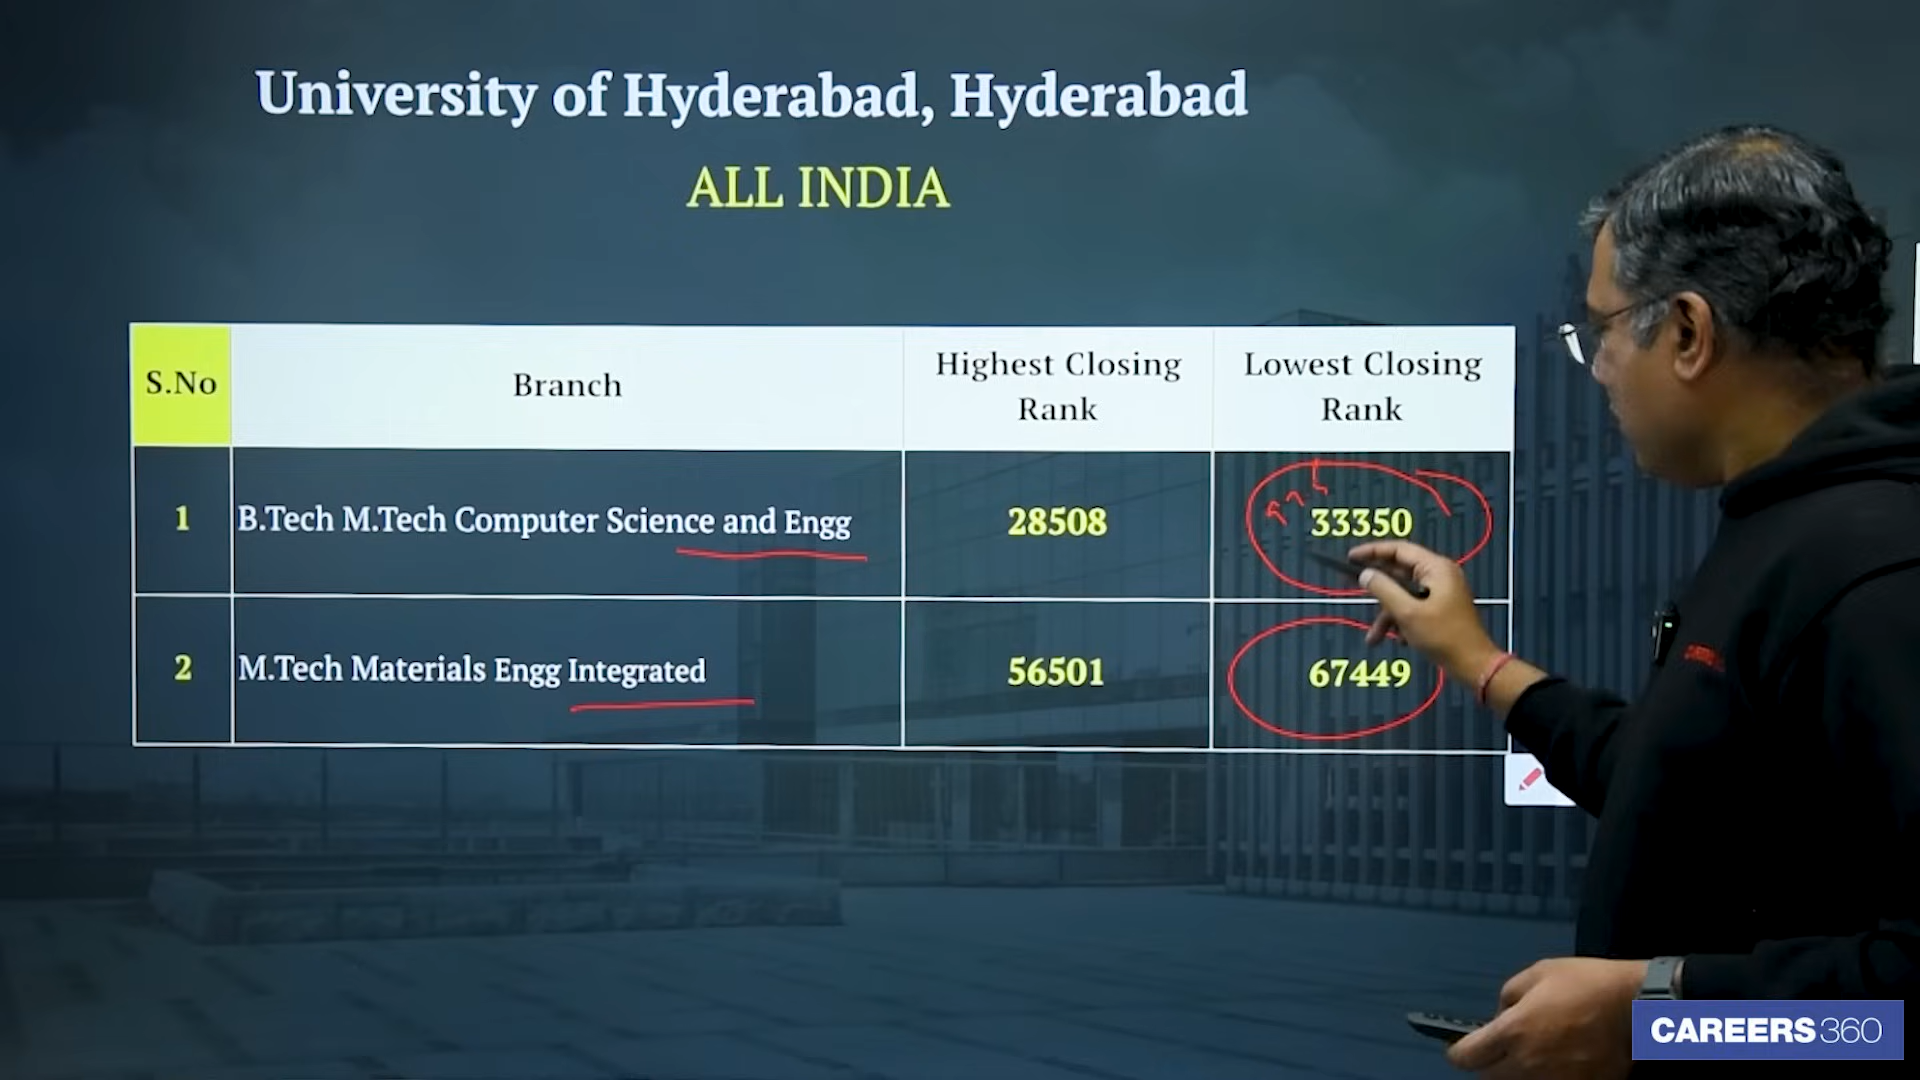 University of Hyderabad, Hyderabad
ALL INDIA
S.No
Branch
Highest Closing
Rank
Lowest Closing
Rank
1
B.Tech M.Tech Computer Science and Engg
28508
33350
2
M.Tech Materials Engg Integrated
56501
67449
CAREERS360